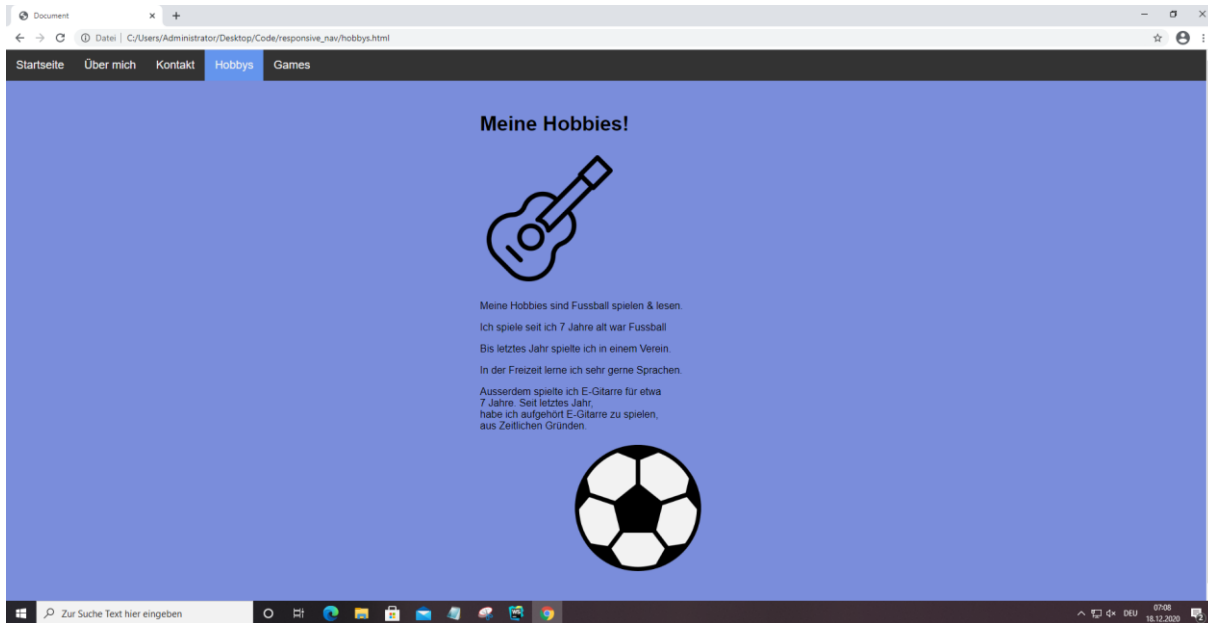 Document
Datei | C:/Users/Administrator/Desktop/Code/responsive_nav/hobbys.html
Startseite Über mich Kontakt Hobbys Games
Meine Hobbies!
Meine Hobbies sind Fussball spielen & lesen.
Ich spiele seit ich 7 Jahre alt war Fussball
Bis letztes Jahr spielte ich in einem Verein.
In der Freizeit lerne ich sehr gerne Sprachen.
Ausserdem spielte ich E-Gitarre für etwa
7 Jahre. Seit letztes Jahr,
habe ich aufgehört E-Gitarre zu spielen,
aus Zeitlichen Gründen.
Zur Suche Text hier eingeben
DEU
07:08
18.12.2020
2